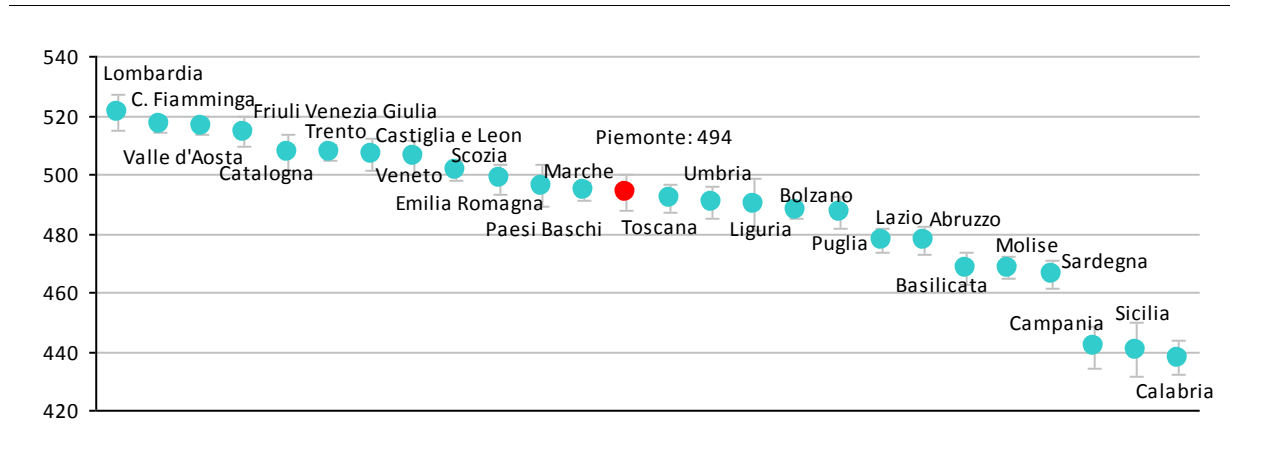 540
Lombardia
C. Fiamminga
520
Friuli Venezia Giulia
Trento
Castiglia e Leon
Piemonte: 494
Valle d'Aosta
Scozia
Catalogna
500
Veneto
Marche
Umbria
Emilia Romagna
Bolzano
Paesi Baschi
Toscana
Liguria
Lazio
Abruzzo
480
Puglia
Molise
Sardegna
Basilicata
460
Campania
Sicilia
440
Calabria
420